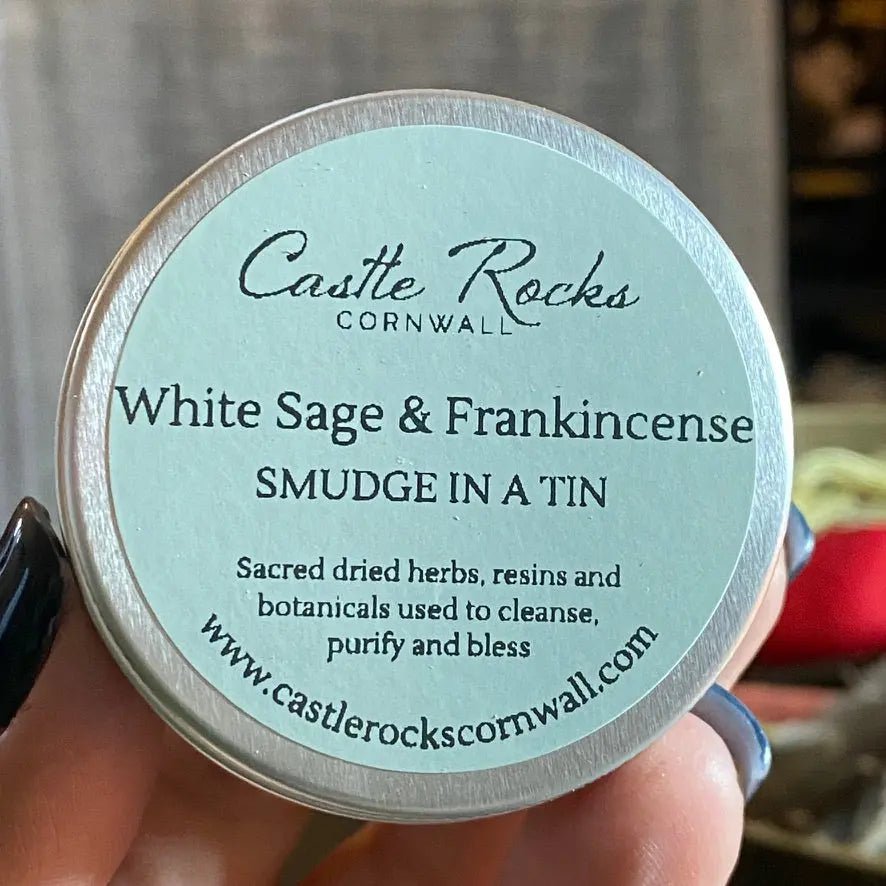 Castle Rocks
CORNWALL
White Sage & Frankincense
SMUDGE IN A TIN
Sacred dried herbs, resins and
botanicals used to cleanse,
purify and bless
www.castlerockscornwall.com